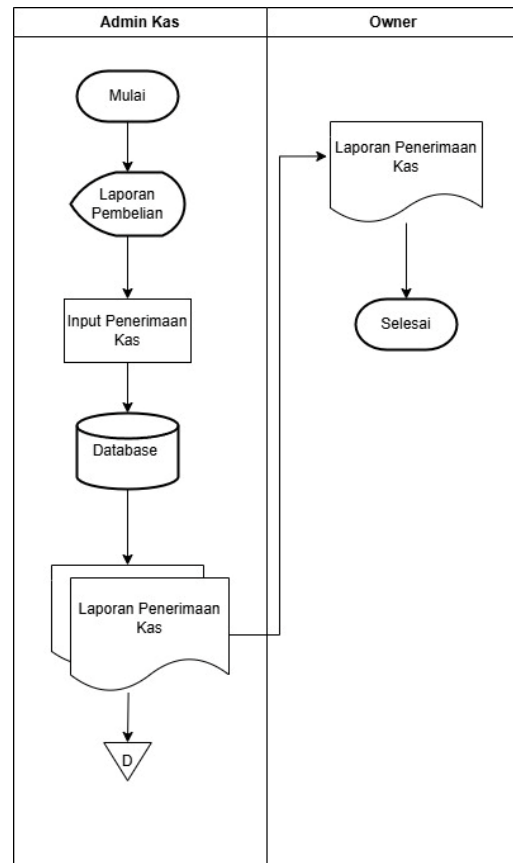 Admin Kas
Owner
Mulai
Laporan
Pembelian
Input Penerimaan
Kas
Database
Laporan Penerimaan
Kas
D
Laporan Penerimaan
Kas
Selesai